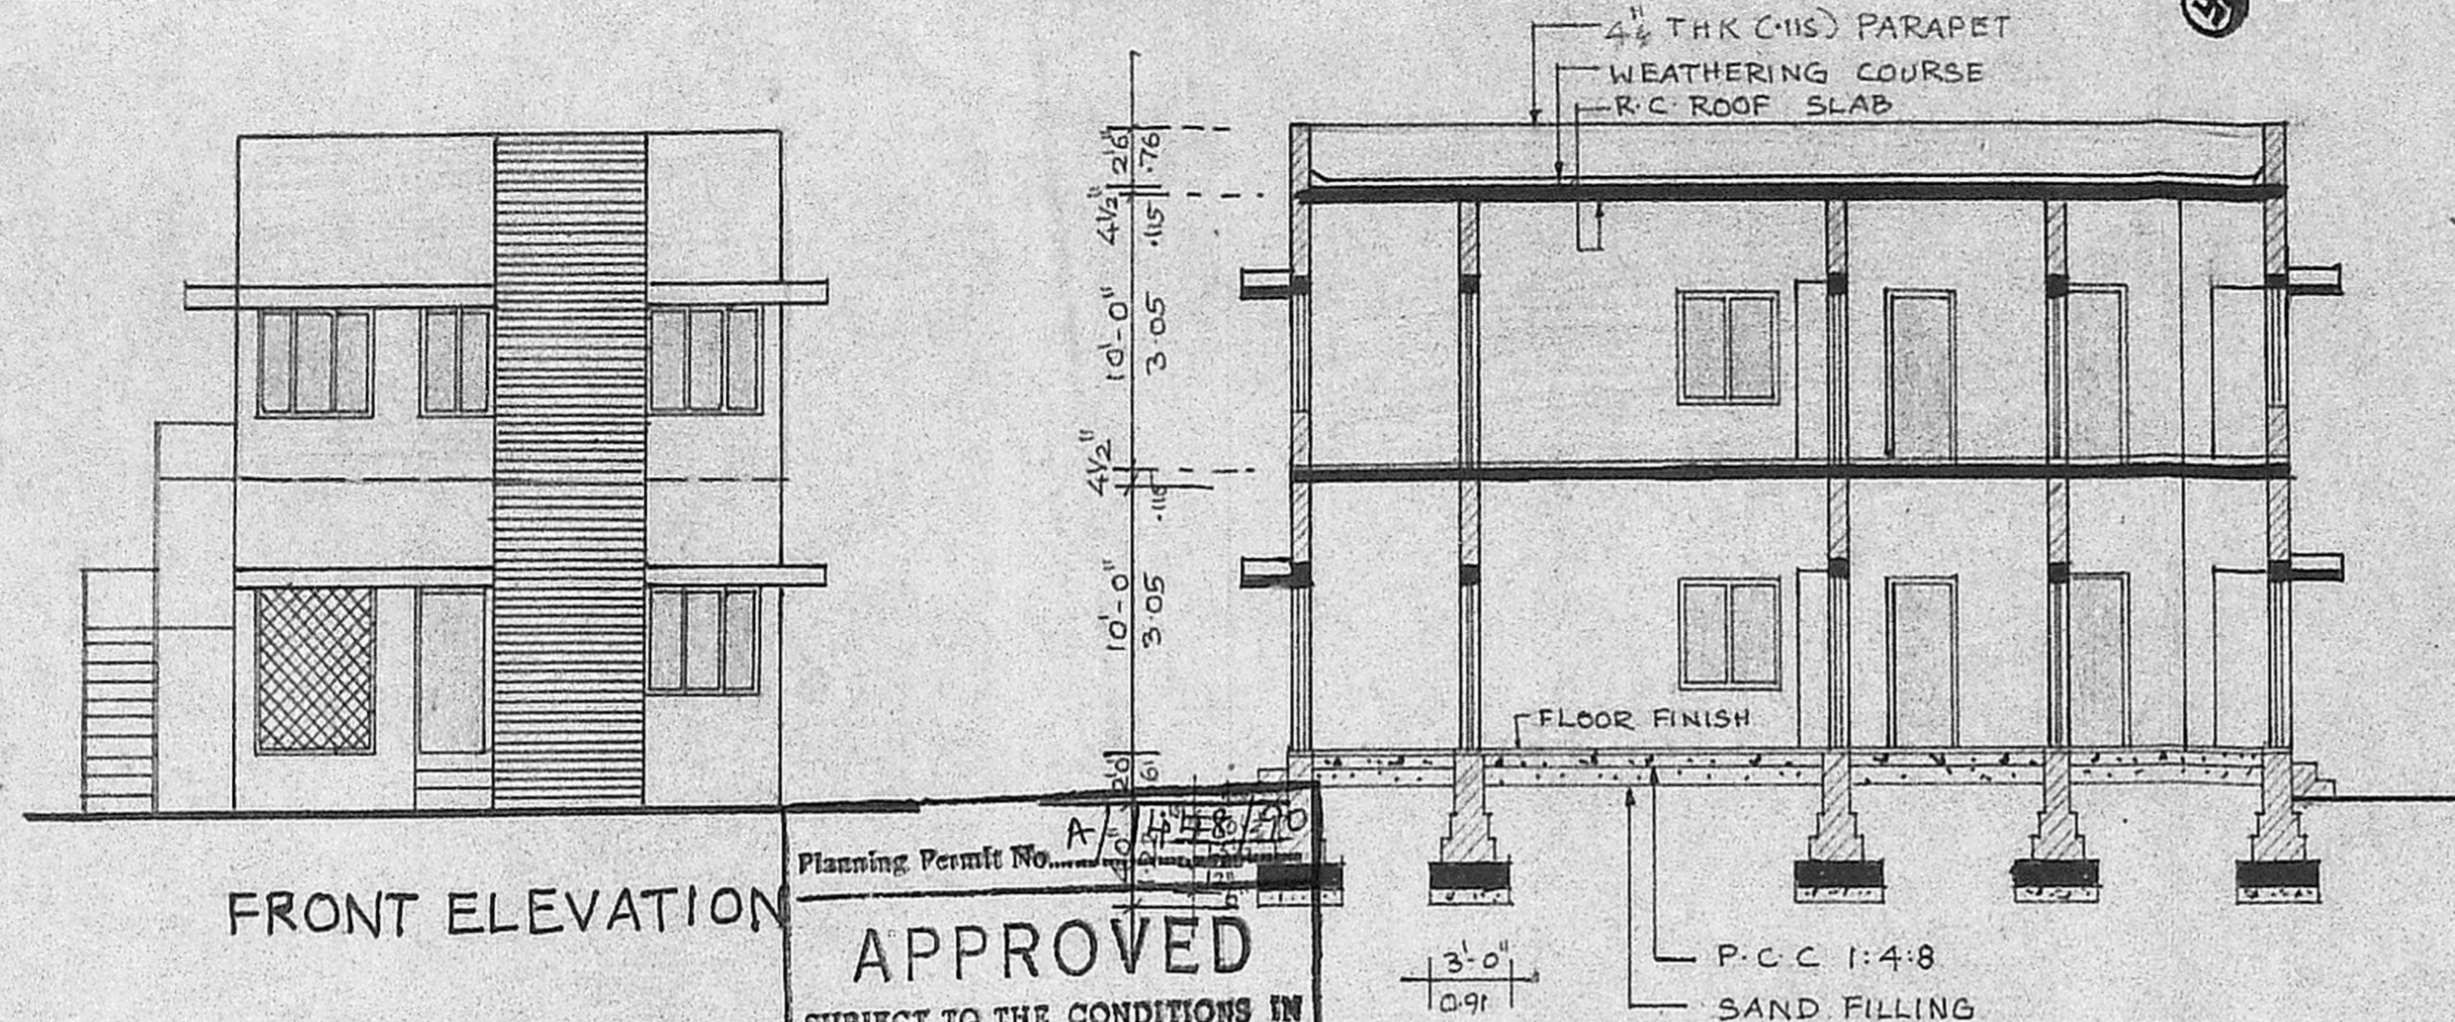 4½" THK (·115) PARAPET
WEATHERING COURSE
R.C. ROOF SLAB
2'6"
.76
4½"
.115
10'-0"
3.05
4½"
.115
10'-0"
3.05
2'0"
.61
FLOOR FINISH
A/
/90
Planning Permit No.
12"
6"
FRONT ELEVATION
APPROVED
SUBJECT TO THE CONDITIONS IN
3'-0"
0.91
P.C.C 1:4:8
SAND FILLING